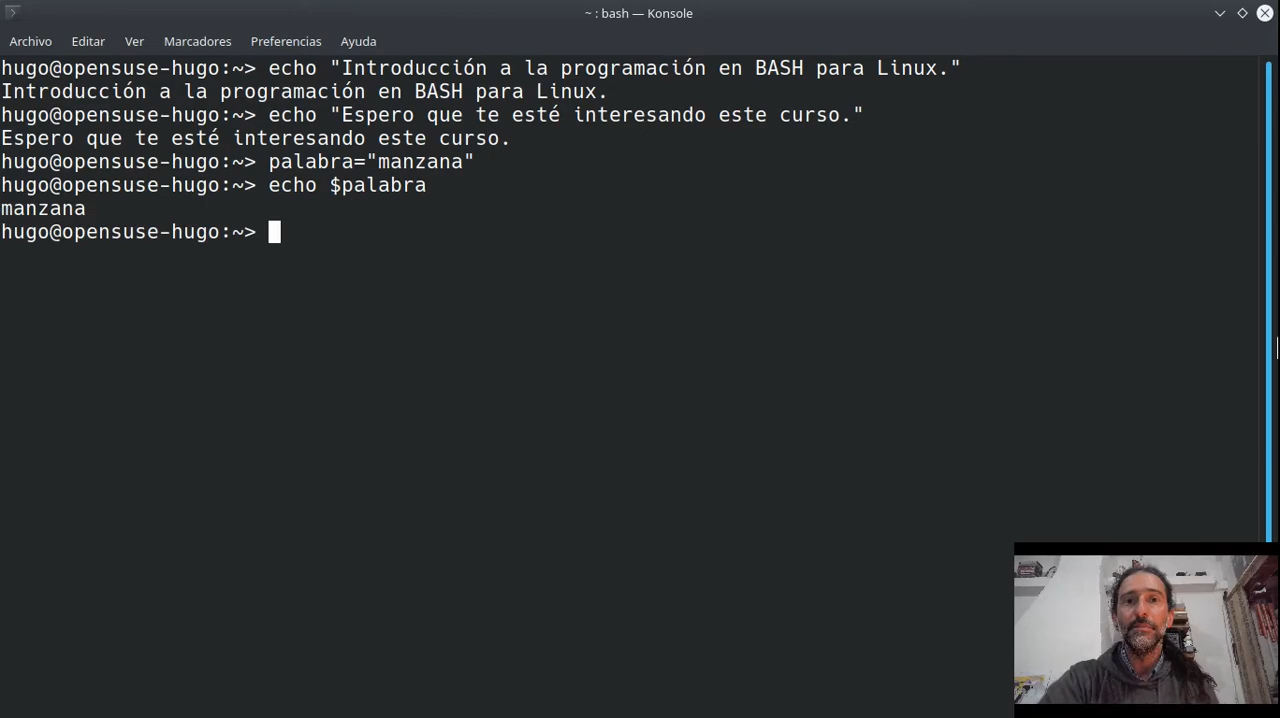 ~ : bash — Konsole
Archivo Editar Ver Marcadores Preferencias Ayuda
hugo@opensuse-hugo:~> echo "Introducción a la programación en BASH para Linux."
Introducción a la programación en BASH para Linux.
hugo@opensuse-hugo:~> echo "Espero que te esté interesando este curso."
Espero que te esté interesando este curso.
hugo@opensuse-hugo:~> palabra="manzana"
hugo@opensuse-hugo:~> echo $palabra
manzana
hugo@opensuse-hugo:~>